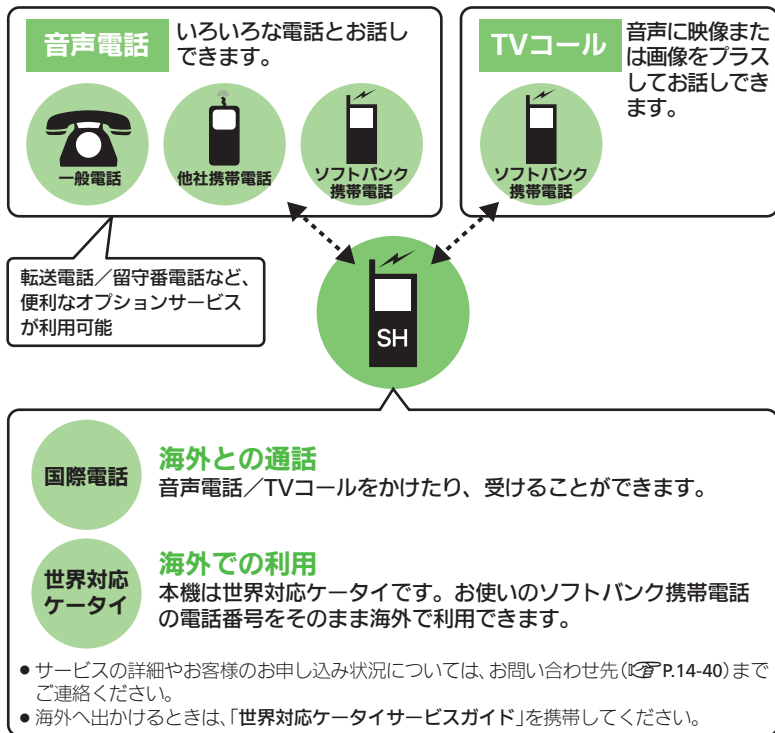 音声電話
いろいろな電話とお話し
できます。
一般電話
他社携帯電話
ソフトバンク
携帯電話
TVコール
音声に映像また
は画像をプラス
してお話しでき
ます。
ソフトバンク
携帯電話
転送電話／留守番電話など、
便利なオプションサービス
が利用可能
SH
国際電話
海外との通話
音声電話／TVコールをかけたり、受けることができます。
世界対応
ケータイ
海外での利用
本機は世界対応ケータイです。お使いのソフトバンク携帯電話
の電話番号をそのまま海外で利用できます。
●サービスの詳細やお客様のお申し込み状況については、お問い合わせ先(☞P.14-40)まで
ご連絡ください。
●海外へ出かけるときは、「世界対応ケータイサービスガイド」を携帯してください。